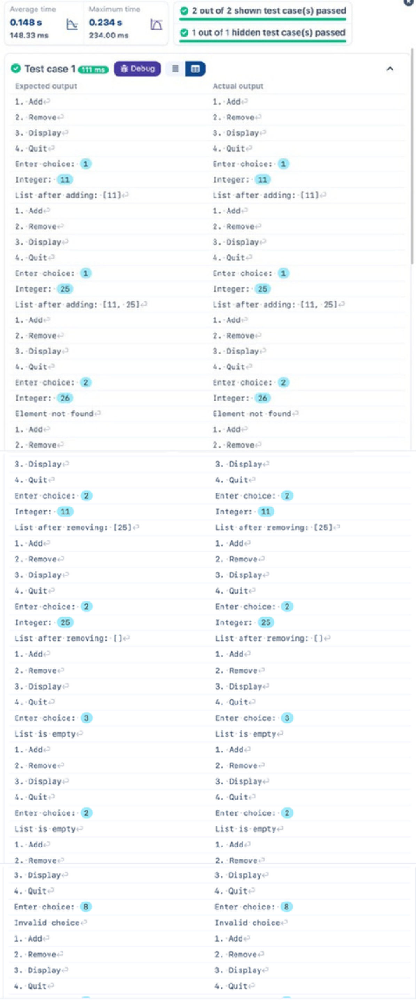 Average time
0.148 s
148.33 ms
Maximum time
0.234 s
234.00 ms
2 out of 2 shown test case(s) passed
1 out of 1 hidden test case(s) passed
Test case 1 111 ms Debug
Expected output Actual output
1. Add 1. Add
2. Remove 2. Remove
3. Display 3. Display
4. Quit 4. Quit
Enter choice: 1 Enter choice: 1
Integer: 11 Integer: 11
List after adding: [11] List after adding: [11]
1. Add 1. Add
2. Remove 2. Remove
3. Display 3. Display
4. Quit 4. Quit
Enter choice: 1 Enter choice: 1
Integer: 25 Integer: 25
List after adding: [11, 25] List after adding: [11, 25]
1. Add 1. Add
2. Remove 2. Remove
3. Display 3. Display
4. Quit 4. Quit
Enter choice: 2 Enter choice: 2
Integer: 26 Integer: 26
Element not found Element not found
1. Add 1. Add
2. Remove 2. Remove
3. Display 3. Display
4. Quit 4. Quit
Enter choice: 2 Enter choice: 2
Integer: 11 Integer: 11
List after removing: [25] List after removing: [25]
1. Add 1. Add
2. Remove 2. Remove
3. Display 3. Display
4. Quit 4. Quit
Enter choice: 2 Enter choice: 2
Integer: 25 Integer: 25
List after removing: [] List after removing: []
1. Add 1. Add
2. Remove 2. Remove
3. Display 3. Display
4. Quit 4. Quit
Enter choice: 3 Enter choice: 3
List is empty List is empty
1. Add 1. Add
2. Remove 2. Remove
3. Display 3. Display
4. Quit 4. Quit
Enter choice: 2 Enter choice: 2
List is empty List is empty
1. Add 1. Add
2. Remove 2. Remove
3. Display 3. Display
4. Quit 4. Quit
Enter choice: 8 Enter choice: 8
Invalid choice Invalid choice
1. Add 1. Add
2. Remove 2. Remove
3. Display 3. Display
4. Quit 4. Quit